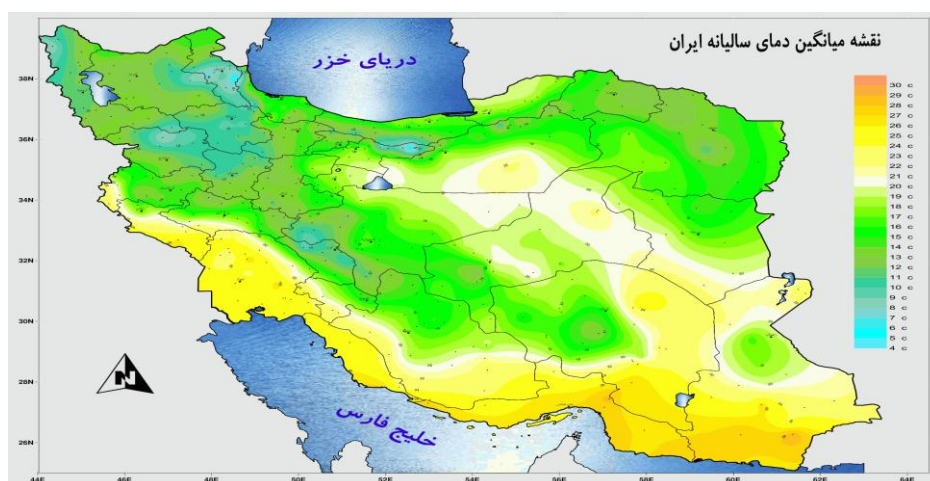 نقشه میانگین دمای سالیانه ایران
دریای خزر
خلیج فارس
N
38N
36N
34N
32N
30N
28N
26N
44E
46E
48E
50E
52E
54E
56E
58E
60E
62E
64E
30 c
29 c
28 c
27 c
26 c
25 c
24 c
23 c
22 c
21 c
20 c
19 c
18 c
17 c
16 c
15 c
14 c
13 c
12 c
11 c
10 c
9 c
8 c
7 c
6 c
5 c
4 c